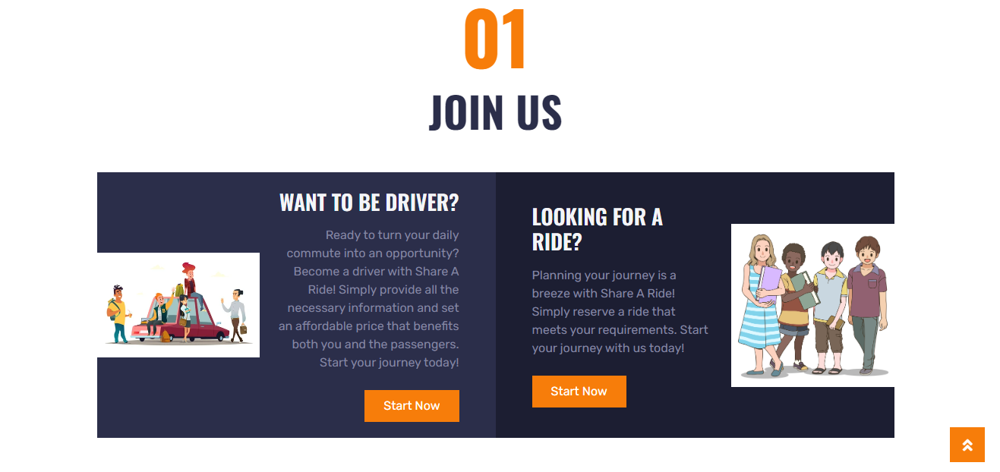 01
JOIN US
WANT TO BE DRIVER?
Ready to turn your daily
commute into an opportunity?
Become a driver with Share A
Ride! Simply provide all the
necessary information and set
an affordable price that benefits
both you and the passengers.
Start your journey today!
Start Now
LOOKING FOR A
RIDE?
Planning your journey is a
breeze with Share A Ride!
Simply reserve a ride that
meets your requirements. Start
your journey with us today!
Start Now